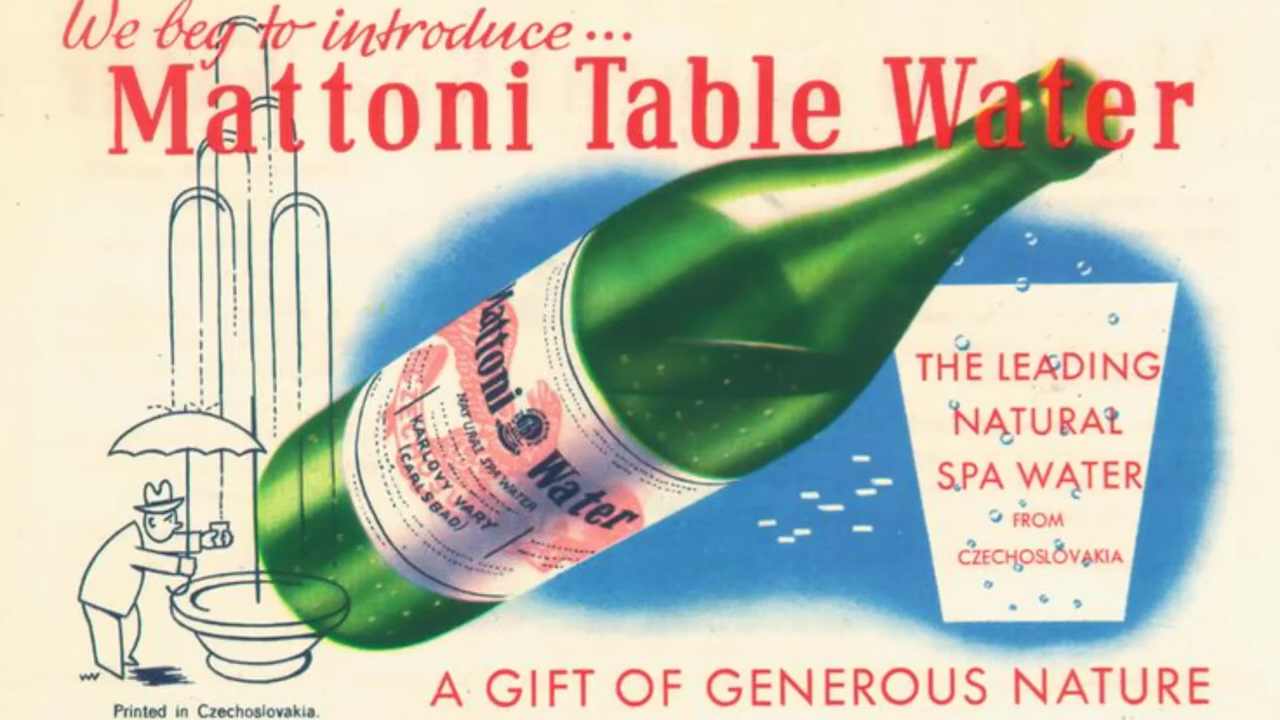 We beg to introduce...
Mattoni Table Water
Mattoni Water
NATURAL SPA WATER
KARLOVY VARY
(CARLSBAD)
THE LEADING
NATURAL
SPA WATER
FROM
CZECHOSLOVAKIA
A GIFT OF GENEROUS NATURE
Printed in Czechoslovakia.